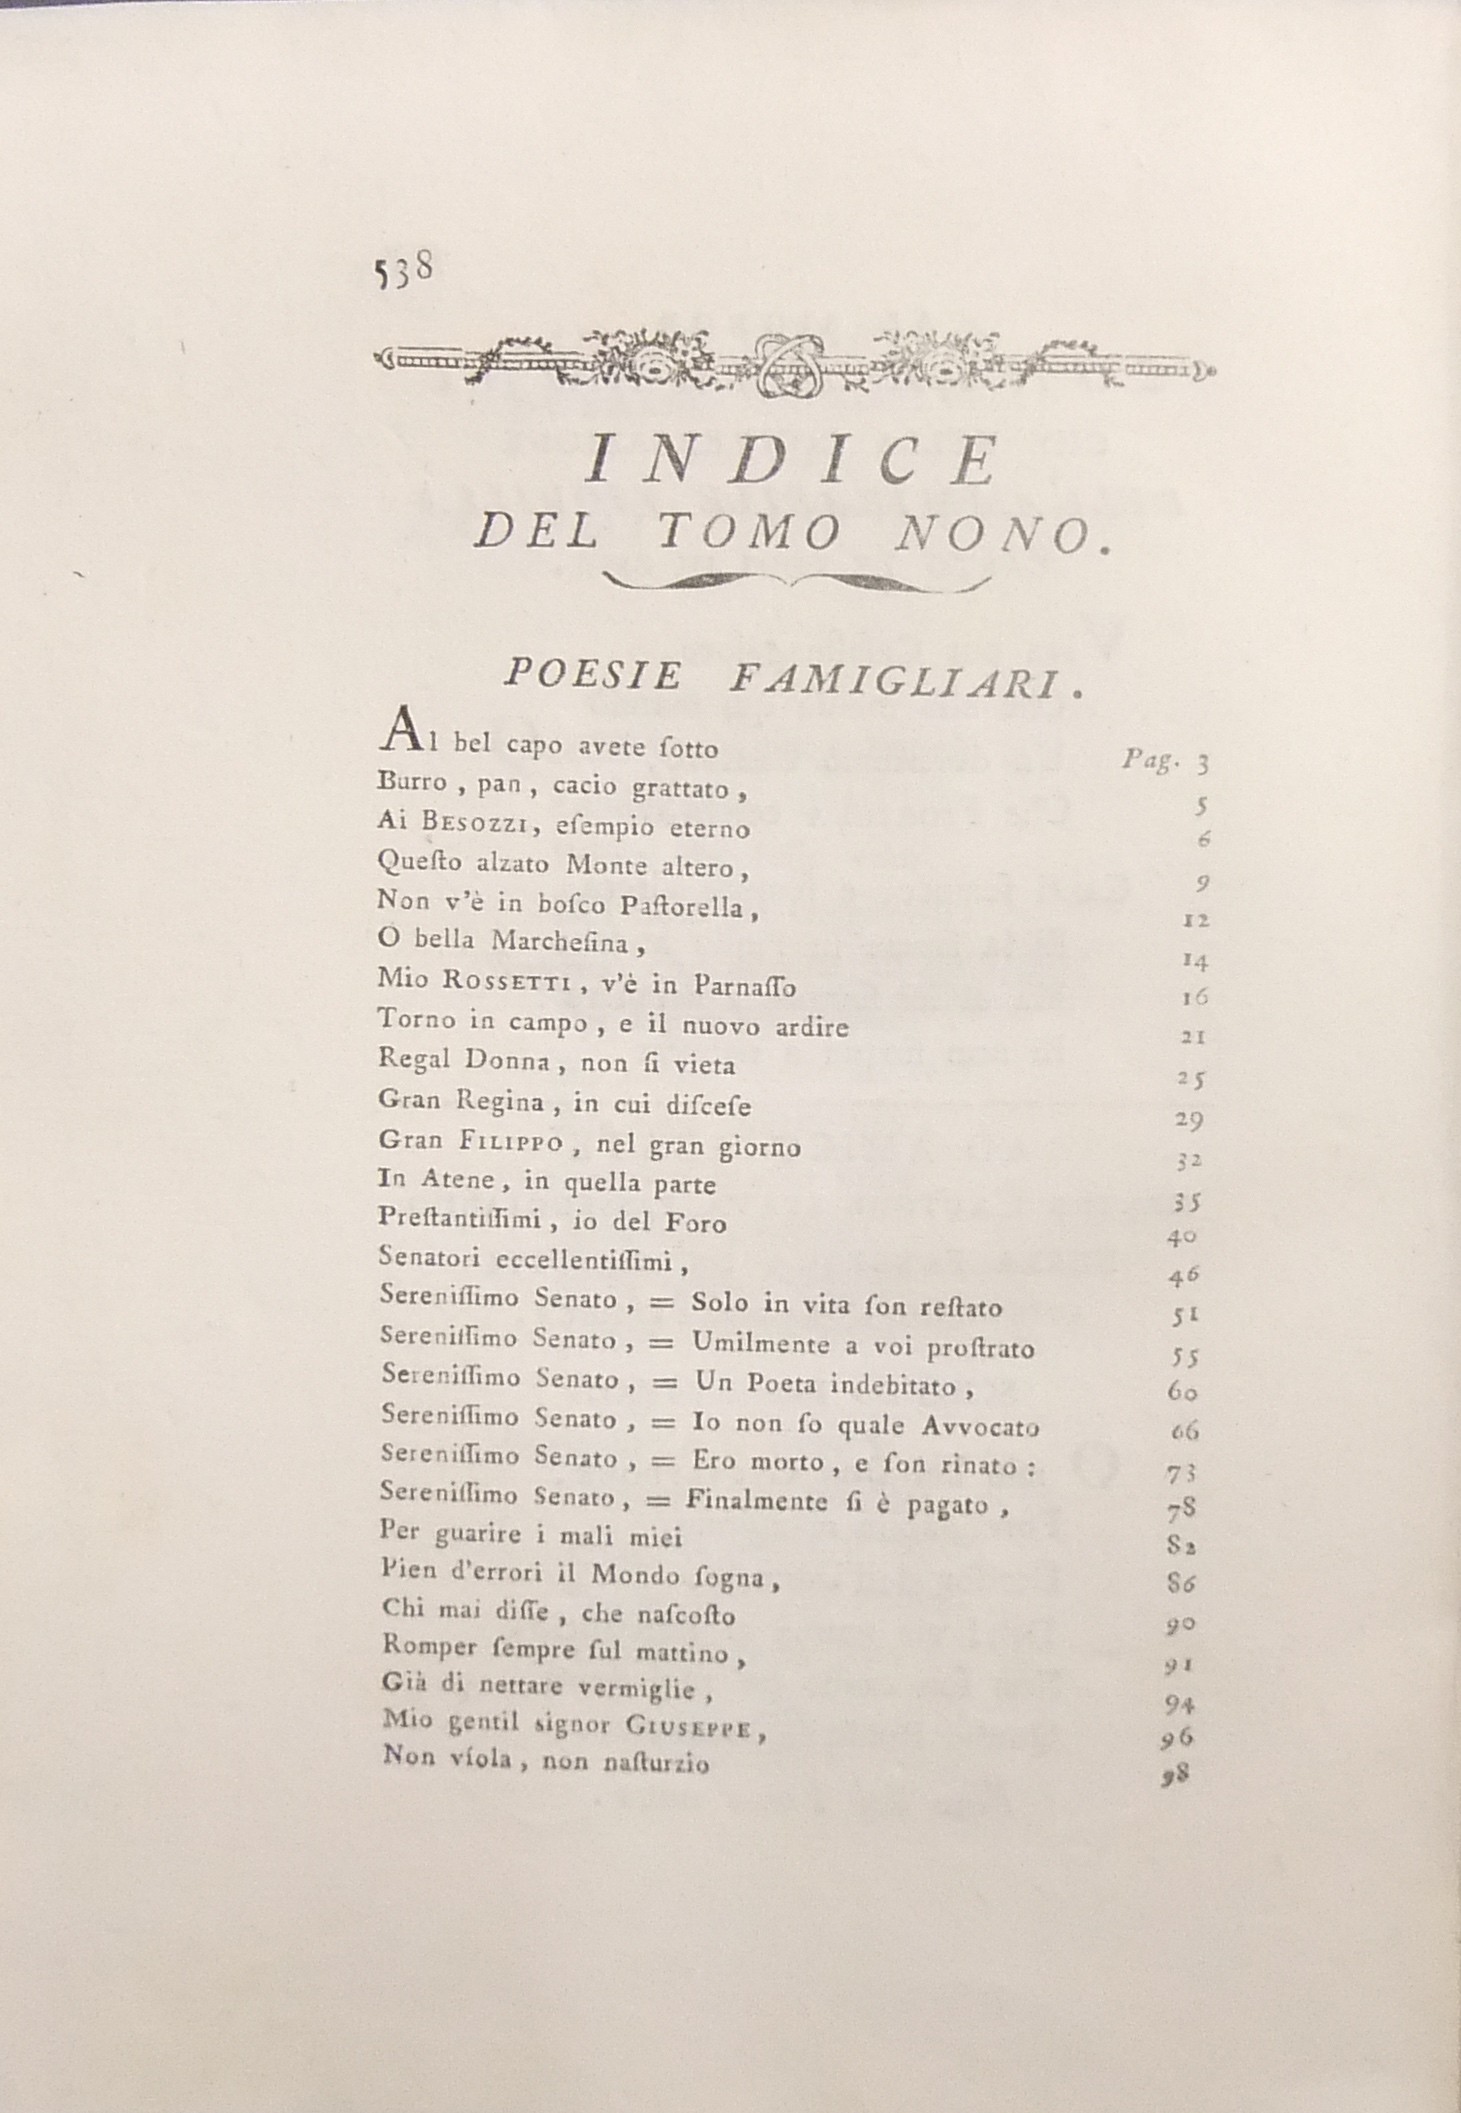 538
INDICE
DEL TOMO NONO.
POESIE FAMIGLIARI.
Al bel capo avete ſotto Pag. 3
Burro, pan, cacio grattato, 5
Ai BESOZZI, eſempio eterno 6
Queſto alzato Monte altero, 9
Non v'è in boſco Paſtorella, 12
O bella Marcheſina, 14
Mio ROSSETTI, v'è in Parnaſſo 16
Torno in campo, e il nuovo ardire 21
Regal Donna, non ſi vieta 25
Gran Regina, in cui diſceſe 29
Gran FILIPPO, nel gran giorno 32
In Atene, in quella parte 35
Preſtantiſſimi, io del Foro 40
Senatori eccellentiſſimi, 46
Sereniſſimo Senato, = Solo in vita ſon reſtato 51
Sereniſſimo Senato, = Umilmente a voi proſtrato 55
Sereniſſimo Senato, = Un Poeta indebitato, 60
Sereniſſimo Senato, = Io non ſo quale Avvocato 66
Sereniſſimo Senato, = Ero morto, e ſon rinato: 73
Sereniſſimo Senato, = Finalmente ſi è pagato, 78
Per guarire i mali miei 82
Pien d'errori il Mondo ſogna, 86
Chi mai diſſe, che naſcoſto 90
Romper ſempre ſul mattino, 91
Già di nettare vermiglie, 94
Mio gentil signor GIUSEPPE, 96
Non víola, non naſturzio 98